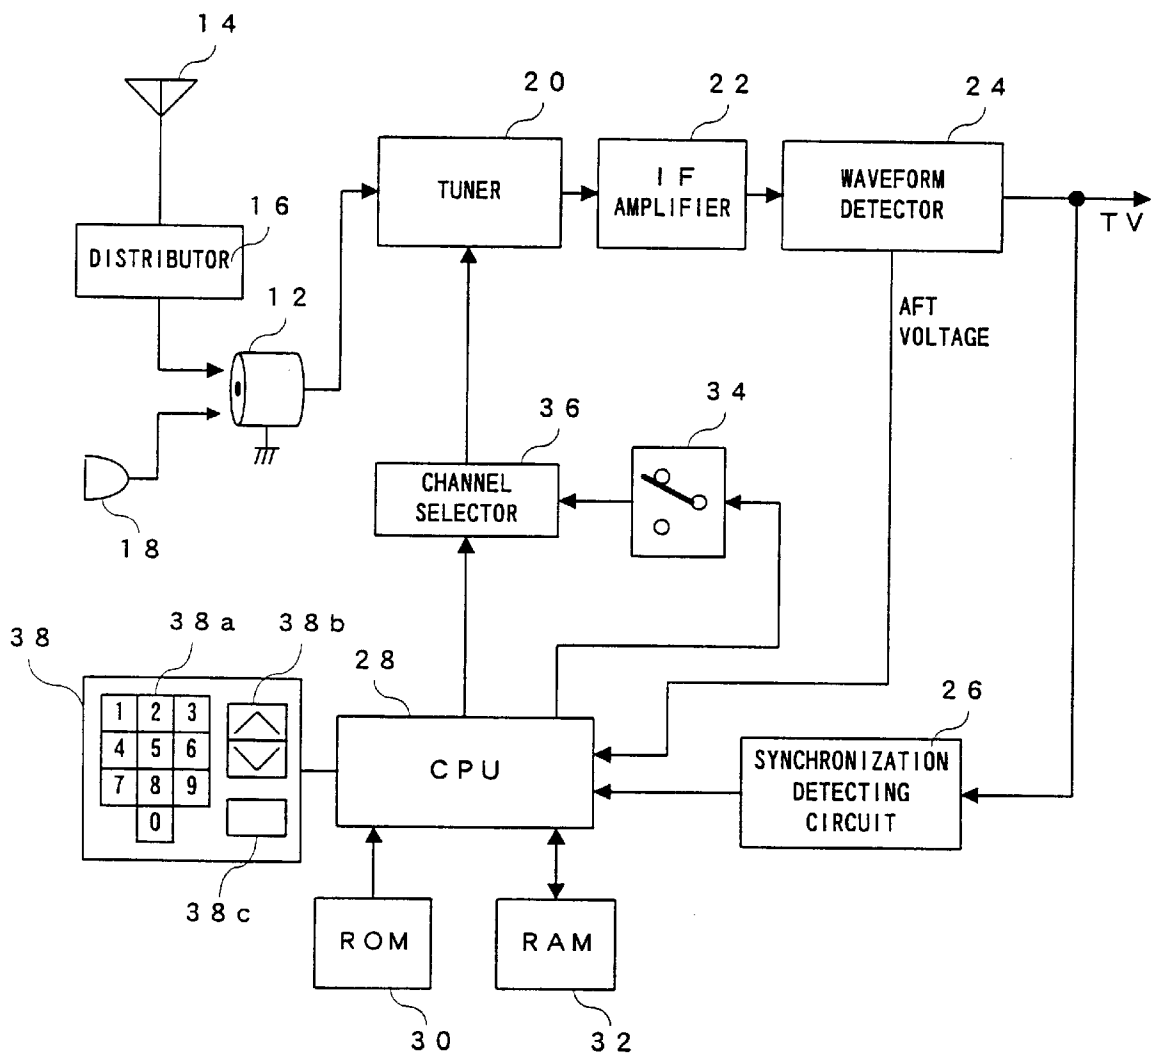 14
20
22
24
TUNER
IF
AMPLIFIER
WAVEFORM
DETECTOR
TV
16
DISTRIBUTOR
12
AFT
VOLTAGE
36
34
CHANNEL
SELECTOR
18
38
38a
38b
28
26
1 2 3
4 5 6
7 8 9
0
CPU
SYNCHRONIZATION
DETECTING
CIRCUIT
38c
ROM
RAM
30
32